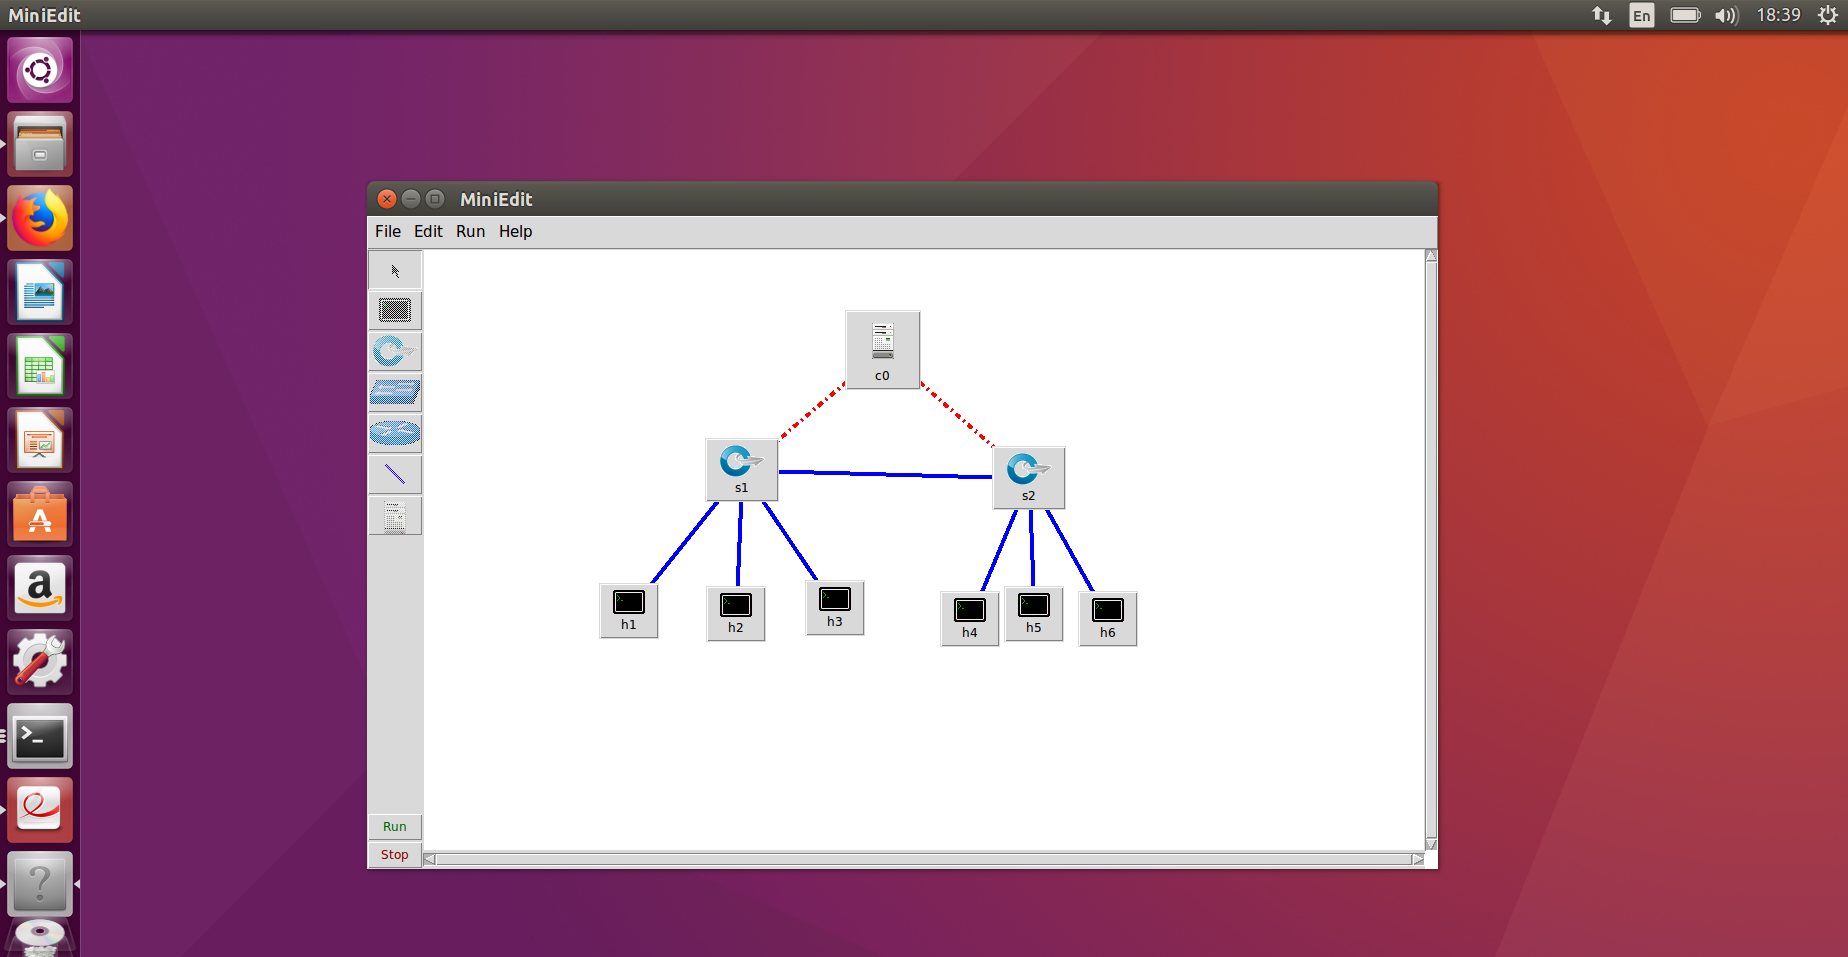 MiniEdit
En
18:39
MiniEdit
File Edit Run Help
c0
s1
s2
h1
h2
h3
h4
h5
h6
Run
Stop